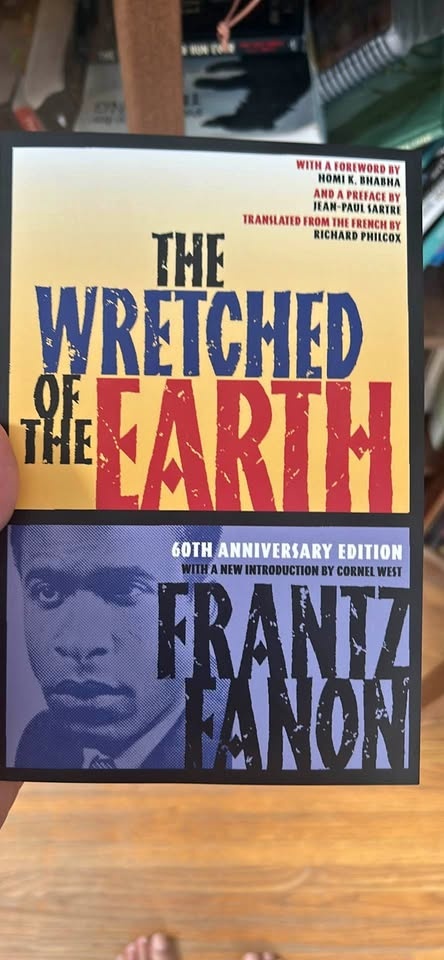 WITH A FOREWORD BY
HOMI K. BHABHA
AND A PREFACE BY
JEAN-PAUL SARTRE
TRANSLATED FROM THE FRENCH BY
RICHARD PHILCOX
THE
WRETCHED
OF
THE
EARTH
60TH ANNIVERSARY EDITION
WITH A NEW INTRODUCTION BY CORNEL WEST
FRANTZ
FANON